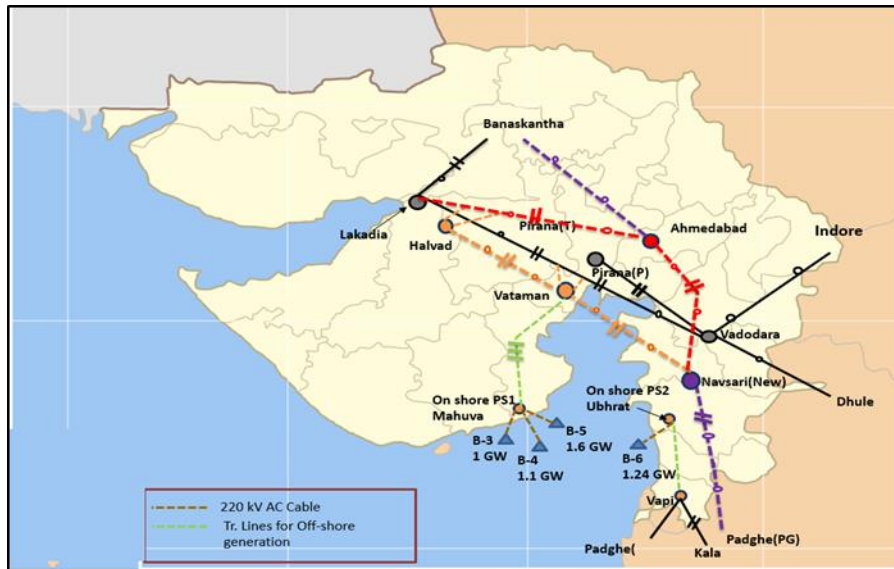 Banaskantha
Lakadia
Halvad
Pirana(T)
Ahmedabad
Indore
Pirana(P)
Vataman
Vadodara
Navsari(New)
Dhule
On shore PS1
Mahuva
On shore PS2
Ubhrat
B-3
1 GW
B-4
1.1 GW
B-5
1.6 GW
B-6
1.24 GW
Vapi
Padghe(
Kala
Padghe(PG)
220 kV AC Cable
Tr. Lines for Off-shore
generation